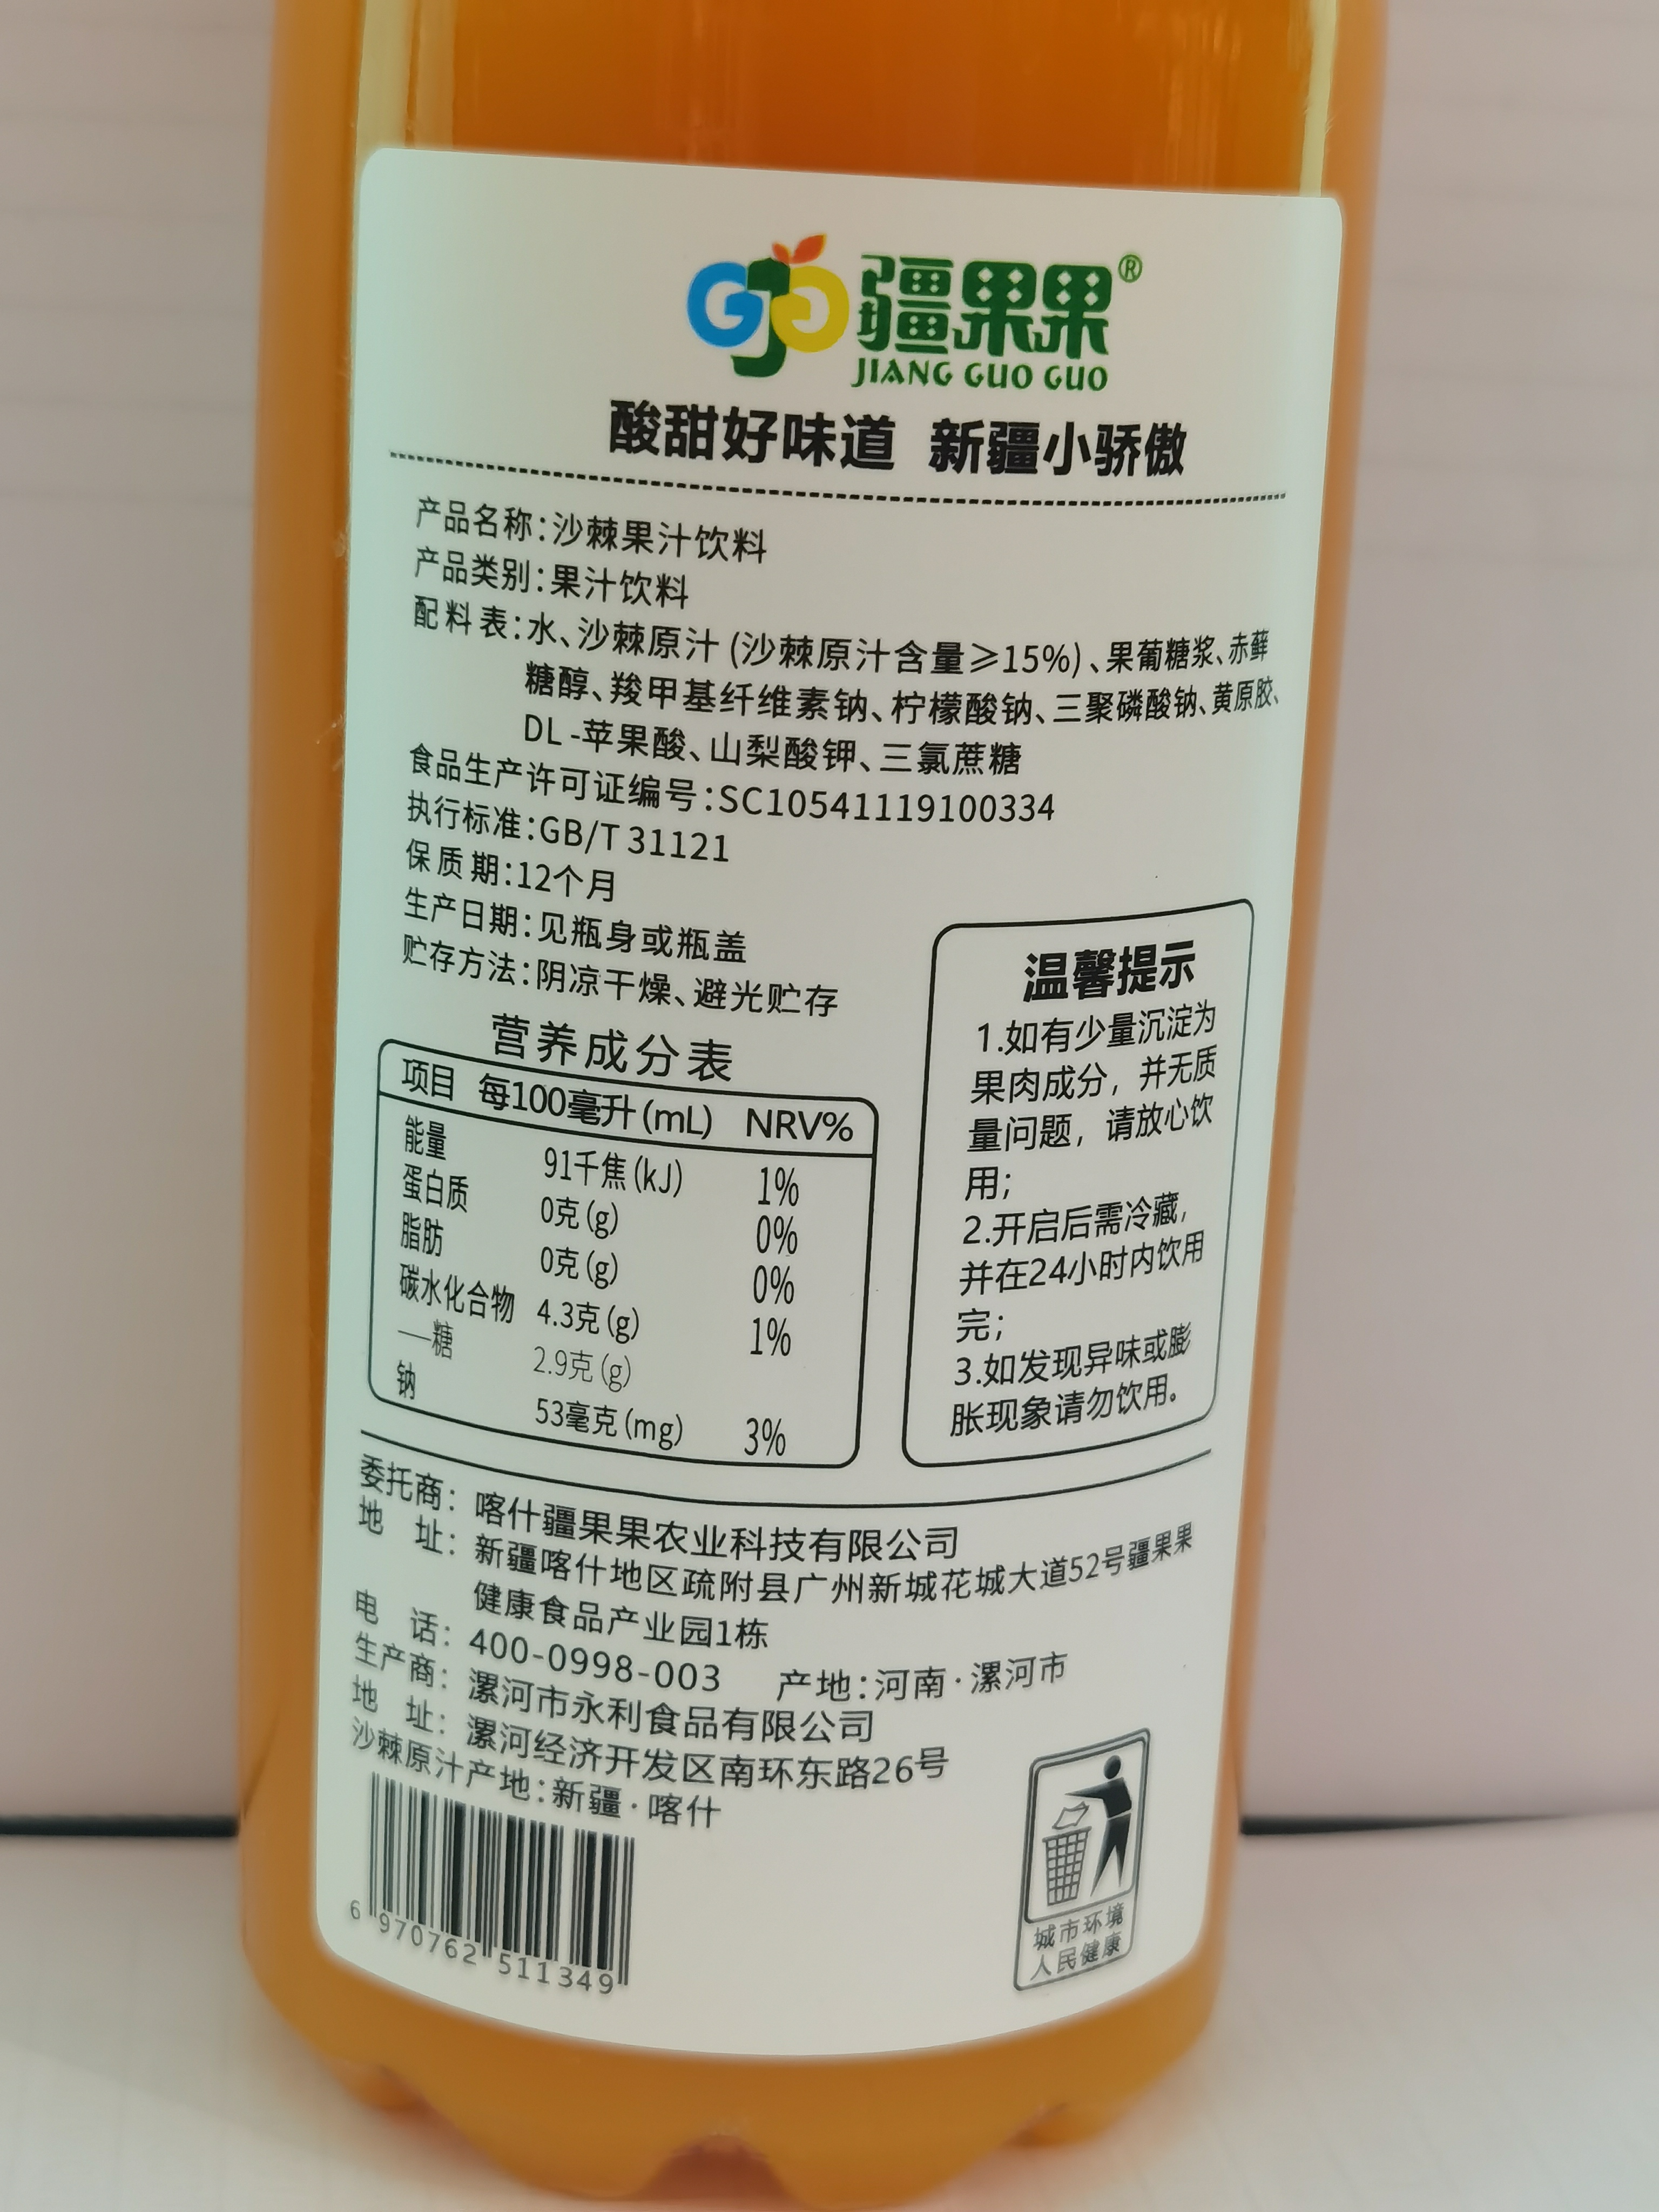 GJG 疆果果®
JIANG GUO GUO
酸甜好味道 新疆小骄傲
产品名称:沙棘果汁饮料
产品类别:果汁饮料
配料表:水、沙棘原汁(沙棘原汁含量≥15%)、果葡糖浆、赤藓
糖醇、羧甲基纤维素钠、柠檬酸钠、三聚磷酸钠、黄原胶、
DL-苹果酸、山梨酸钾、三氯蔗糖
食品生产许可证编号:SC10541119100334
执行标准:GB/T 31121
保质期:12个月
生产日期:见瓶身或瓶盖
贮存方法:阴凉干燥、避光贮存
营养成分表
项目 每100毫升(mL) NRV%
能量 91千焦(kJ) 1%
蛋白质 0克(g) 0%
脂肪 0克(g) 0%
碳水化合物 4.3克(g) 1%
—糖 2.9克(g)
钠 53毫克(mg) 3%
温馨提示
1.如有少量沉淀为
果肉成分，并无质
量问题，请放心饮
用；
2.开启后需冷藏，
并在24小时内饮用
完；
3.如发现异味或膨
胀现象请勿饮用。
委托商：喀什疆果果农业科技有限公司
地 址：新疆喀什地区疏附县广州新城花城大道52号疆果果
健康食品产业园1栋
电 话：400-0998-003 产地:河南·漯河市
生产商：漯河市永利食品有限公司
地 址：漯河经济开发区南环东路26号
沙棘原汁产地:新疆·喀什
6 970762 511349
城市环境
人民健康